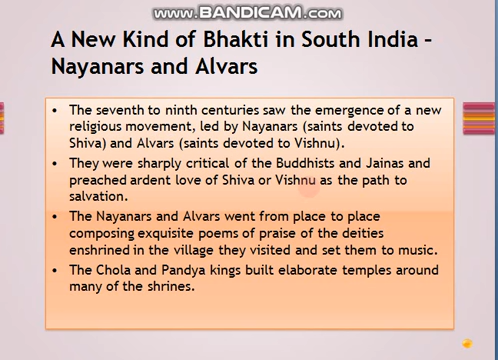 www.BANDICAM.com
A New Kind of Bhakti in South India –
Nayanars and Alvars
• The seventh to ninth centuries saw the emergence of a new
religious movement, led by Nayanars (saints devoted to
Shiva) and Alvars (saints devoted to Vishnu).
• They were sharply critical of the Buddhists and Jainas and
preached ardent love of Shiva or Vishnu as the path to
salvation.
• The Nayanars and Alvars went from place to place
composing exquisite poems of praise of the deities
enshrined in the village they visited and set them to music.
• The Chola and Pandya kings built elaborate temples around
many of the shrines.